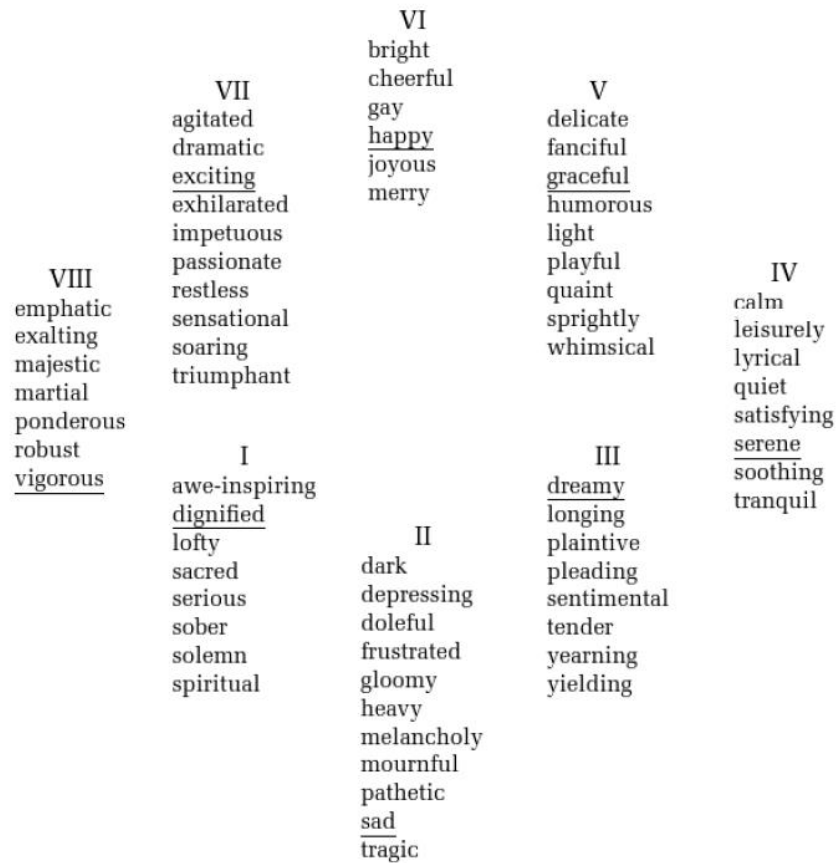 VI
bright
cheerful
gay
happy
joyous
merry
VII
agitated
dramatic
exciting
exhilarated
impetuous
passionate
restless
sensational
soaring
triumphant
V
delicate
fanciful
graceful
humorous
light
playful
quaint
sprightly
whimsical
VIII
emphatic
exalting
majestic
martial
ponderous
robust
vigorous
IV
calm
leisurely
lyrical
quiet
satisfying
serene
soothing
tranquil
I
awe-inspiring
dignified
lofty
sacred
serious
sober
solemn
spiritual
II
dark
depressing
doleful
frustrated
gloomy
heavy
melancholy
mournful
pathetic
sad
tragic
III
dreamy
longing
plaintive
pleading
sentimental
tender
yearning
yielding